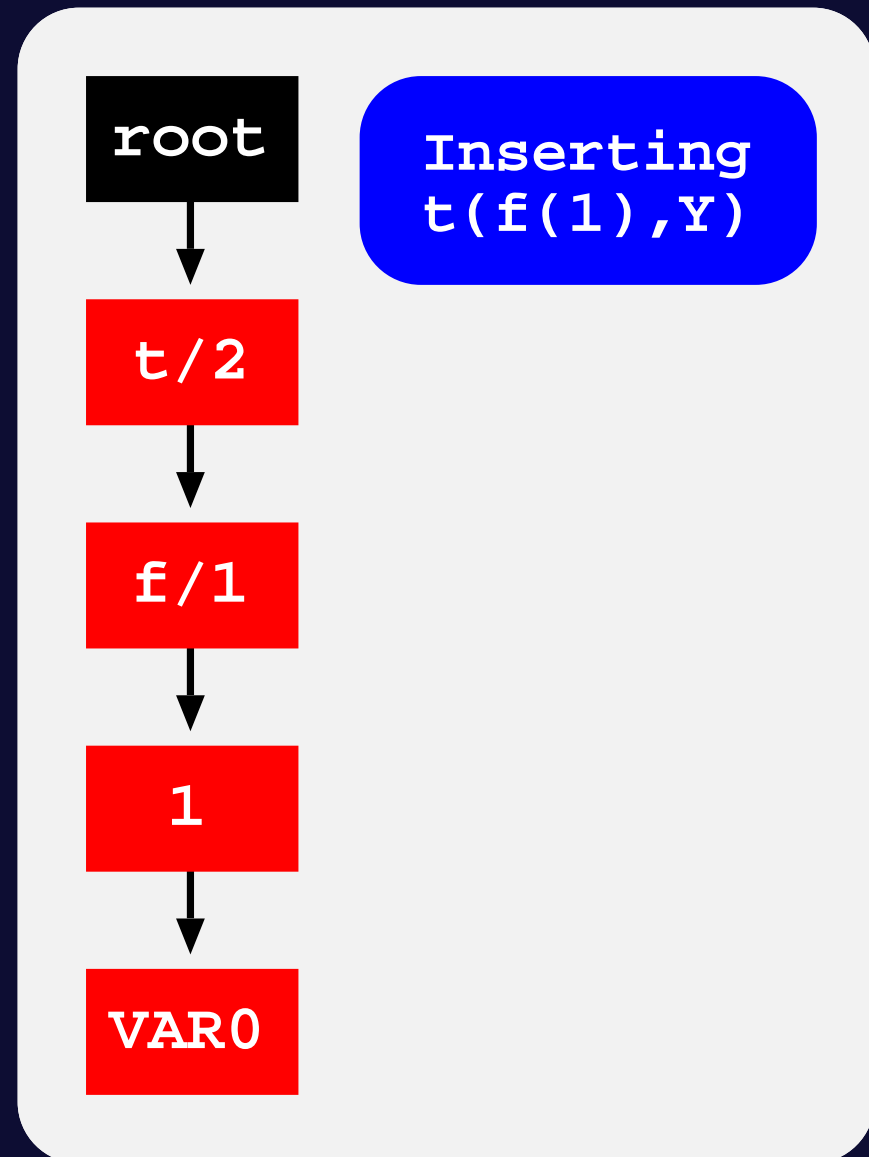 root
Inserting
t(f(1),Y)
t/2
f/1
1
VAR0